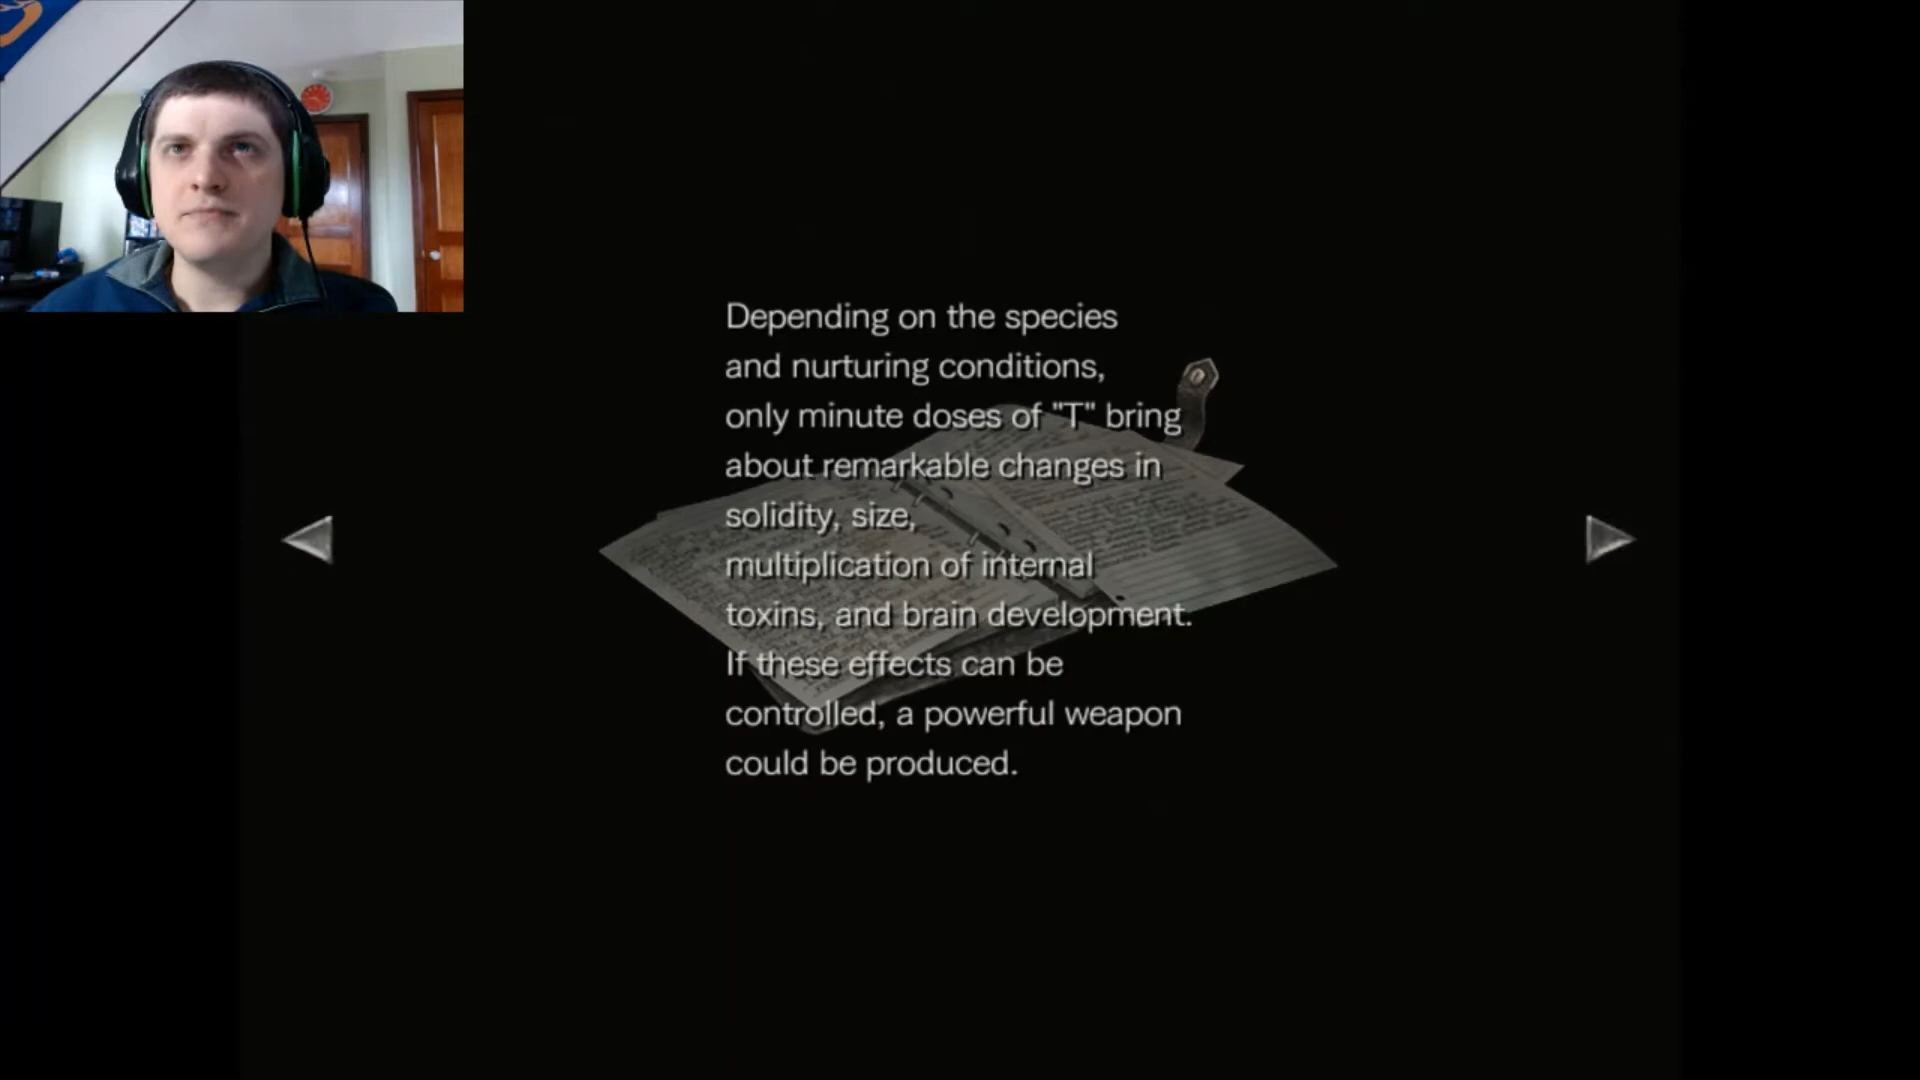 Depending on the species
and nurturing conditions,
only minute doses of "T" bring
about remarkable changes in
solidity, size,
multiplication of internal
toxins, and brain development.
If these effects can be
controlled, a powerful weapon
could be produced.